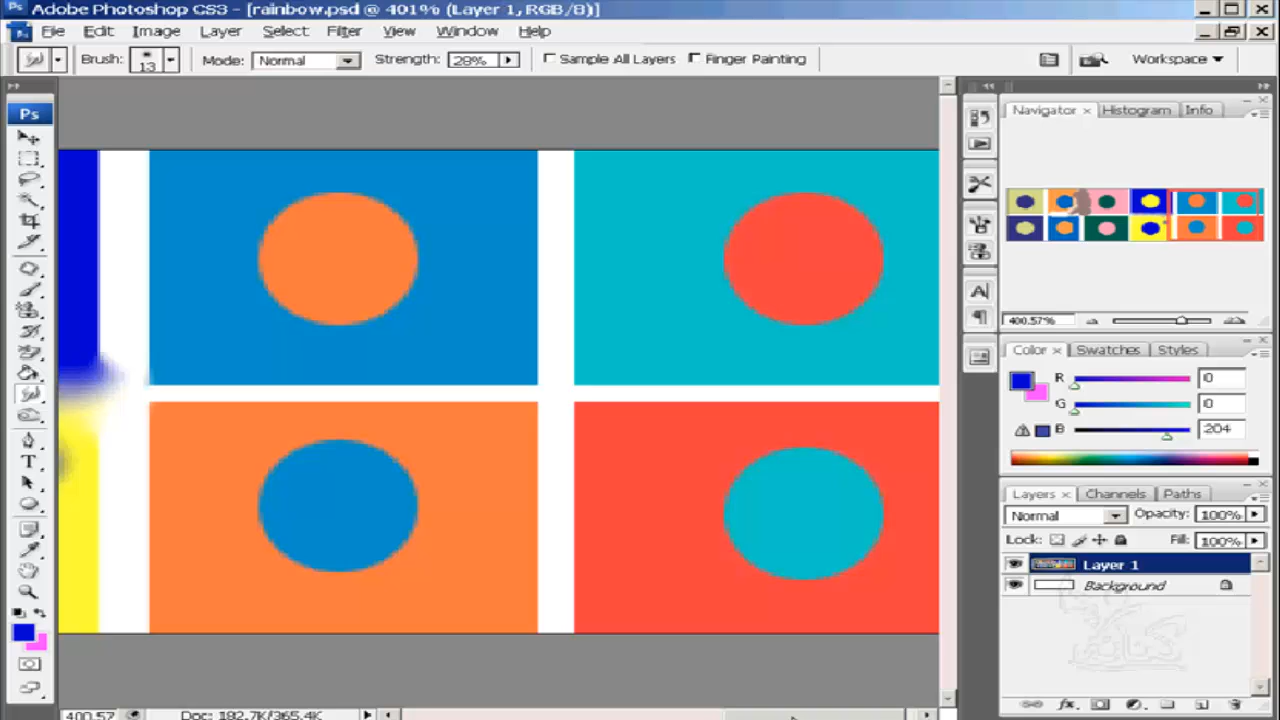 Adobe Photoshop CS3 - [rainbow.psd @ 401% (Layer 1, RGB/8)]
File Edit Image Layer Select Filter View Window Help
Brush: 13 Mode: Normal Strength: 28% Sample All Layers Finger Painting Workspace
Ps
Navigator × Histogram Info
400.57%
Color × Swatches Styles
R 0
G 0
B 204
Layers × Channels Paths
Normal Opacity: 100%
Lock: Fill: 100%
Layer 1
Background
400.57 Doc: 182.7K/365.4K